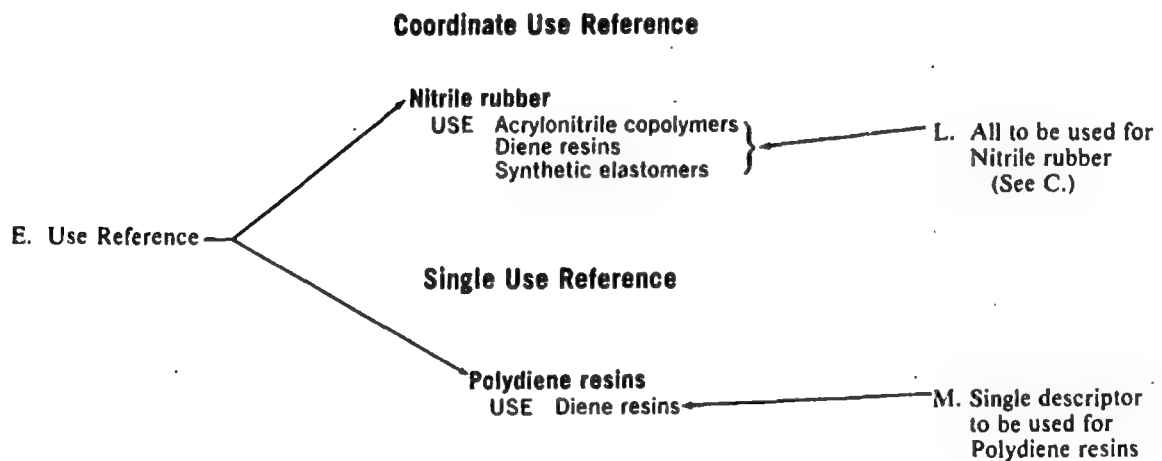 Coordinate Use Reference
Nitrile rubber
USE Acrylonitrile copolymers
Diene resins
Synthetic elastomers
L. All to be used for
Nitrile rubber
(See C.)
E. Use Reference
Single Use Reference
Polydiene resins
USE Diene resins
M. Single descriptor
to be used for
Polydiene resins